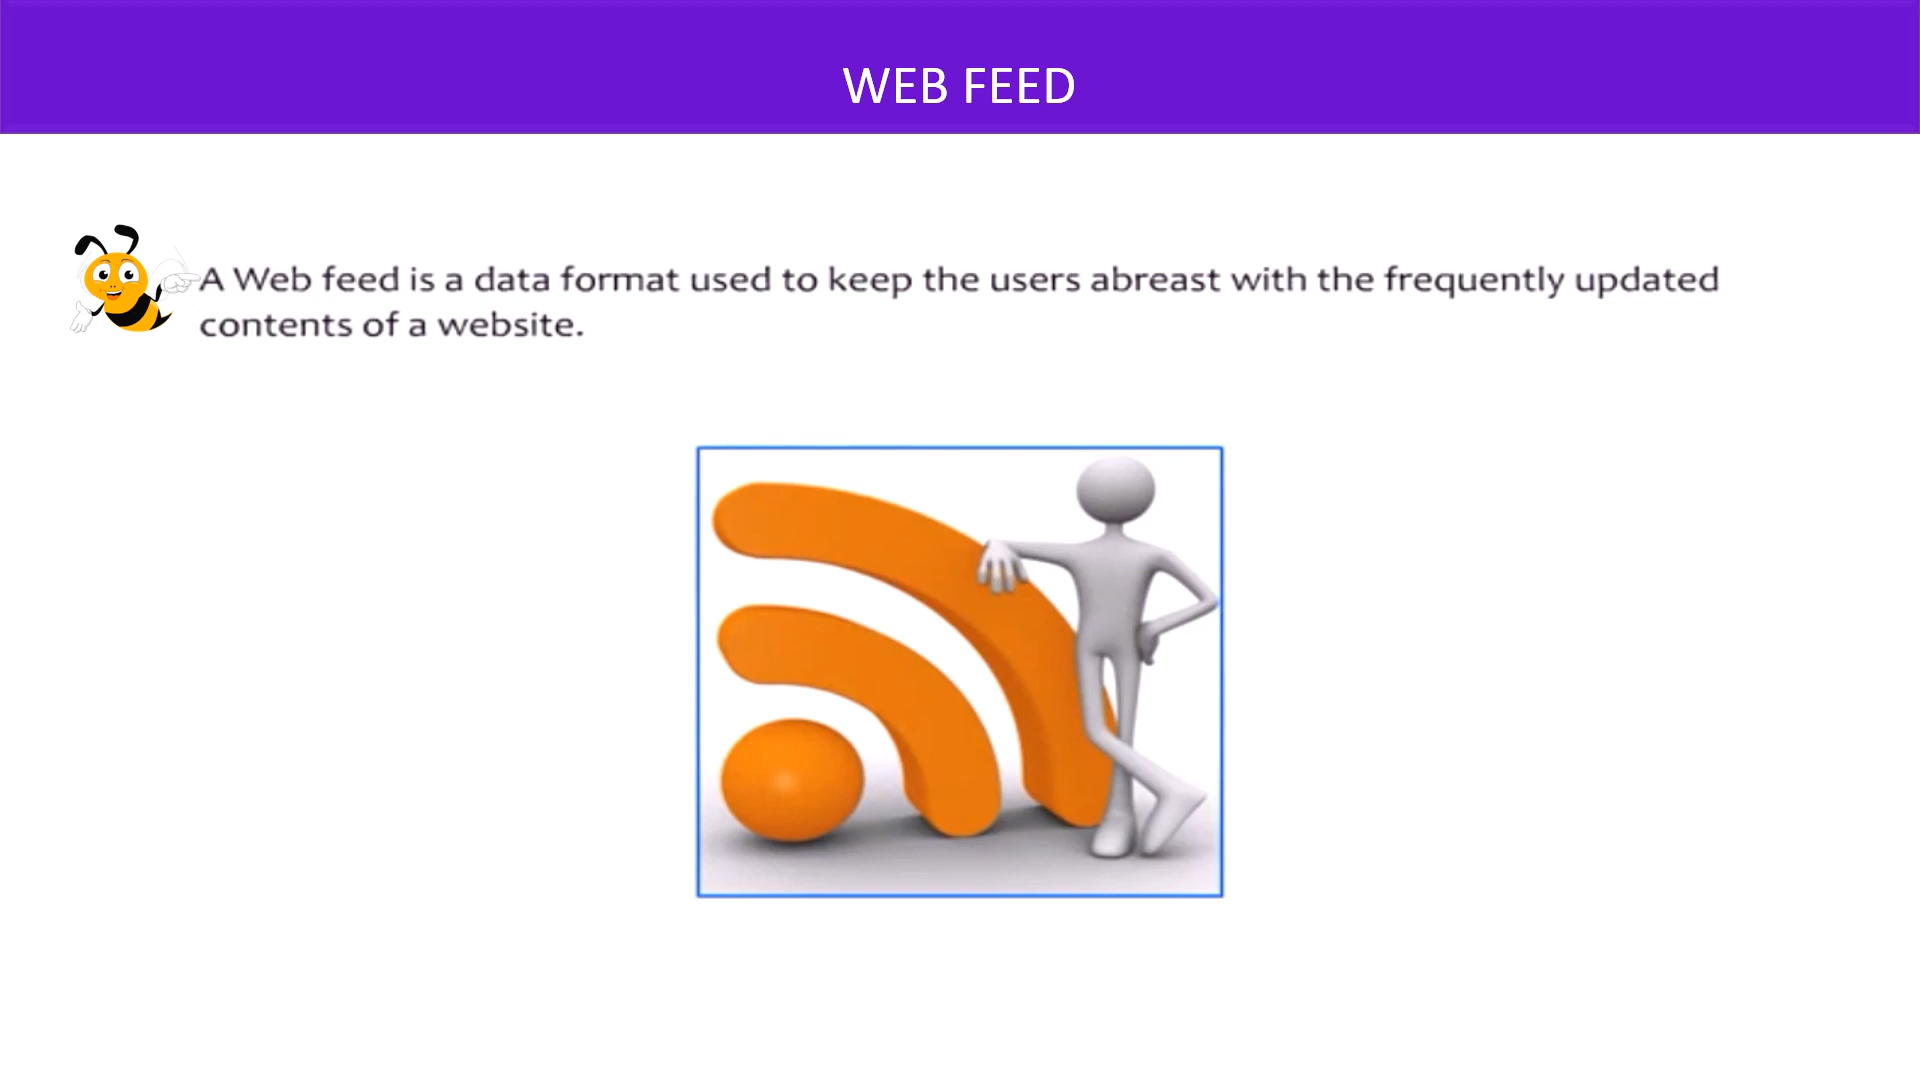 WEB FEED
A Web feed is a data format used to keep the users abreast with the frequently updated
contents of a website.